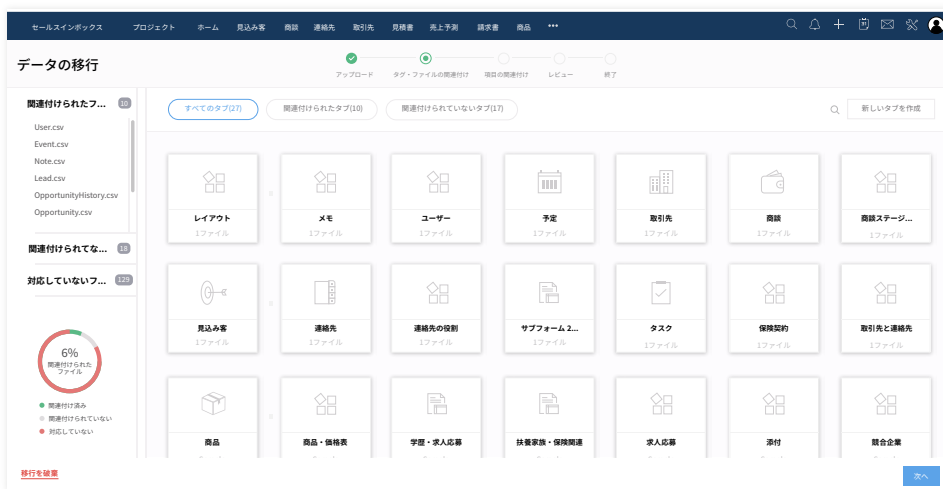 セールスインボックス プロジェクト ホーム 見込み客 商談 連絡先 取引先 見積書 売上予測 請求書 商品 •••
データの移行
アップロード タグ・ファイルの関連付け 項目の関連付け レビュー 終了
関連付けられたフ... 10
User.csv
Event.csv
Note.csv
Lead.csv
OpportunityHistory.csv
Opportunity.csv
関連付けられてな... 18
対応していないフ... 129
6%
関連付けられた
ファイル
関連付け済み
関連付けられていない
対応していない
すべてのタブ(27) 関連付けられたタブ(10) 関連付けられていないタブ(17) 新しいタブを作成
レイアウト メモ ユーザー 予定 取引先 商談 商談ステージ...
1ファイル 1ファイル 1ファイル 1ファイル 1ファイル 1ファイル 1ファイル
見込み客 連絡先 連絡先の役割 サブフォーム 2... タスク 保険契約 取引先と連絡先
1ファイル 1ファイル 1ファイル 1ファイル 1ファイル 1ファイル 1ファイル
商品 商品・価格表 学歴・求人応募 扶養家族・保険関連 求人応募 添付 競合企業
移行を破棄 次へ